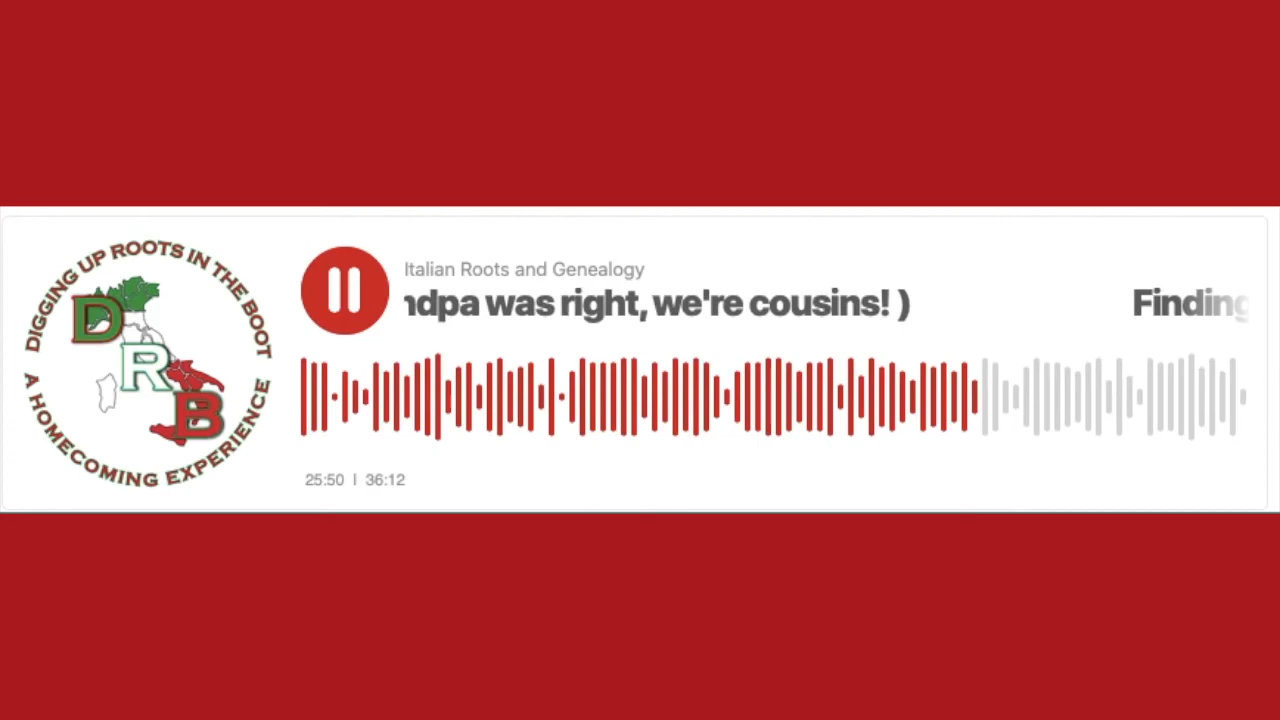 DIGGING UP ROOTS IN THE BOOT
D
R
B
A HOMECOMING EXPERIENCE
Italian Roots and Genealogy
ndpa was right, we're cousins! )
Finding
25:50 | 36:12